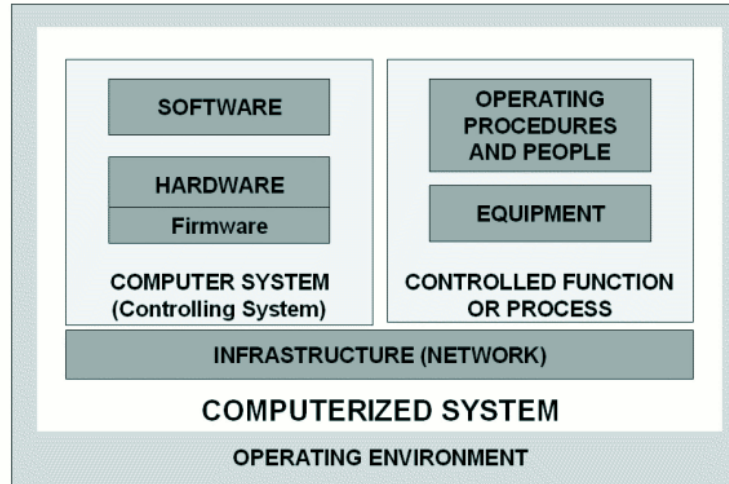 SOFTWARE
HARDWARE
Firmware
COMPUTER SYSTEM
(Controlling System)
OPERATING
PROCEDURES
AND PEOPLE
EQUIPMENT
CONTROLLED FUNCTION
OR PROCESS
INFRASTRUCTURE (NETWORK)
COMPUTERIZED SYSTEM
OPERATING ENVIRONMENT